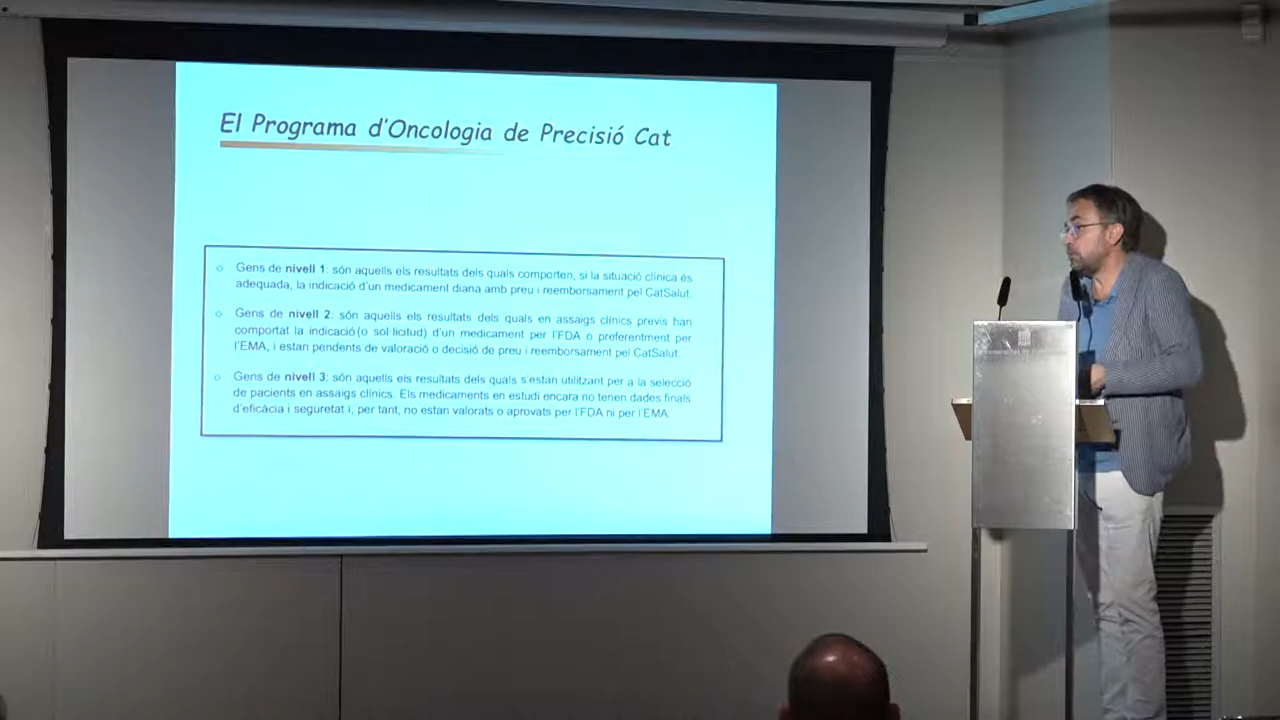 El Programa d'Oncologia de Precisió Cat
o Gens de nivell 1: són aquells els resultats dels quals comporten, si la situació clínica és
adequada, la indicació d'un medicament diana amb preu i reemborsament pel CatSalut.
o Gens de nivell 2: són aquells els resultats dels quals en assaigs clínics previs han
comportat la indicació (o sol·licitud) d'un medicament per l'FDA o preferentment per
l'EMA, i estan pendents de valoració o decisió de preu i reemborsament pel CatSalut.
o Gens de nivell 3: són aquells els resultats dels quals s'estan utilitzant per a la selecció
de pacients en assaigs clínics. Els medicaments en estudi encara no tenen dades finals
d'eficàcia i seguretat i, per tant, no estan valorats o aprovats per l'FDA ni per l'EMA.